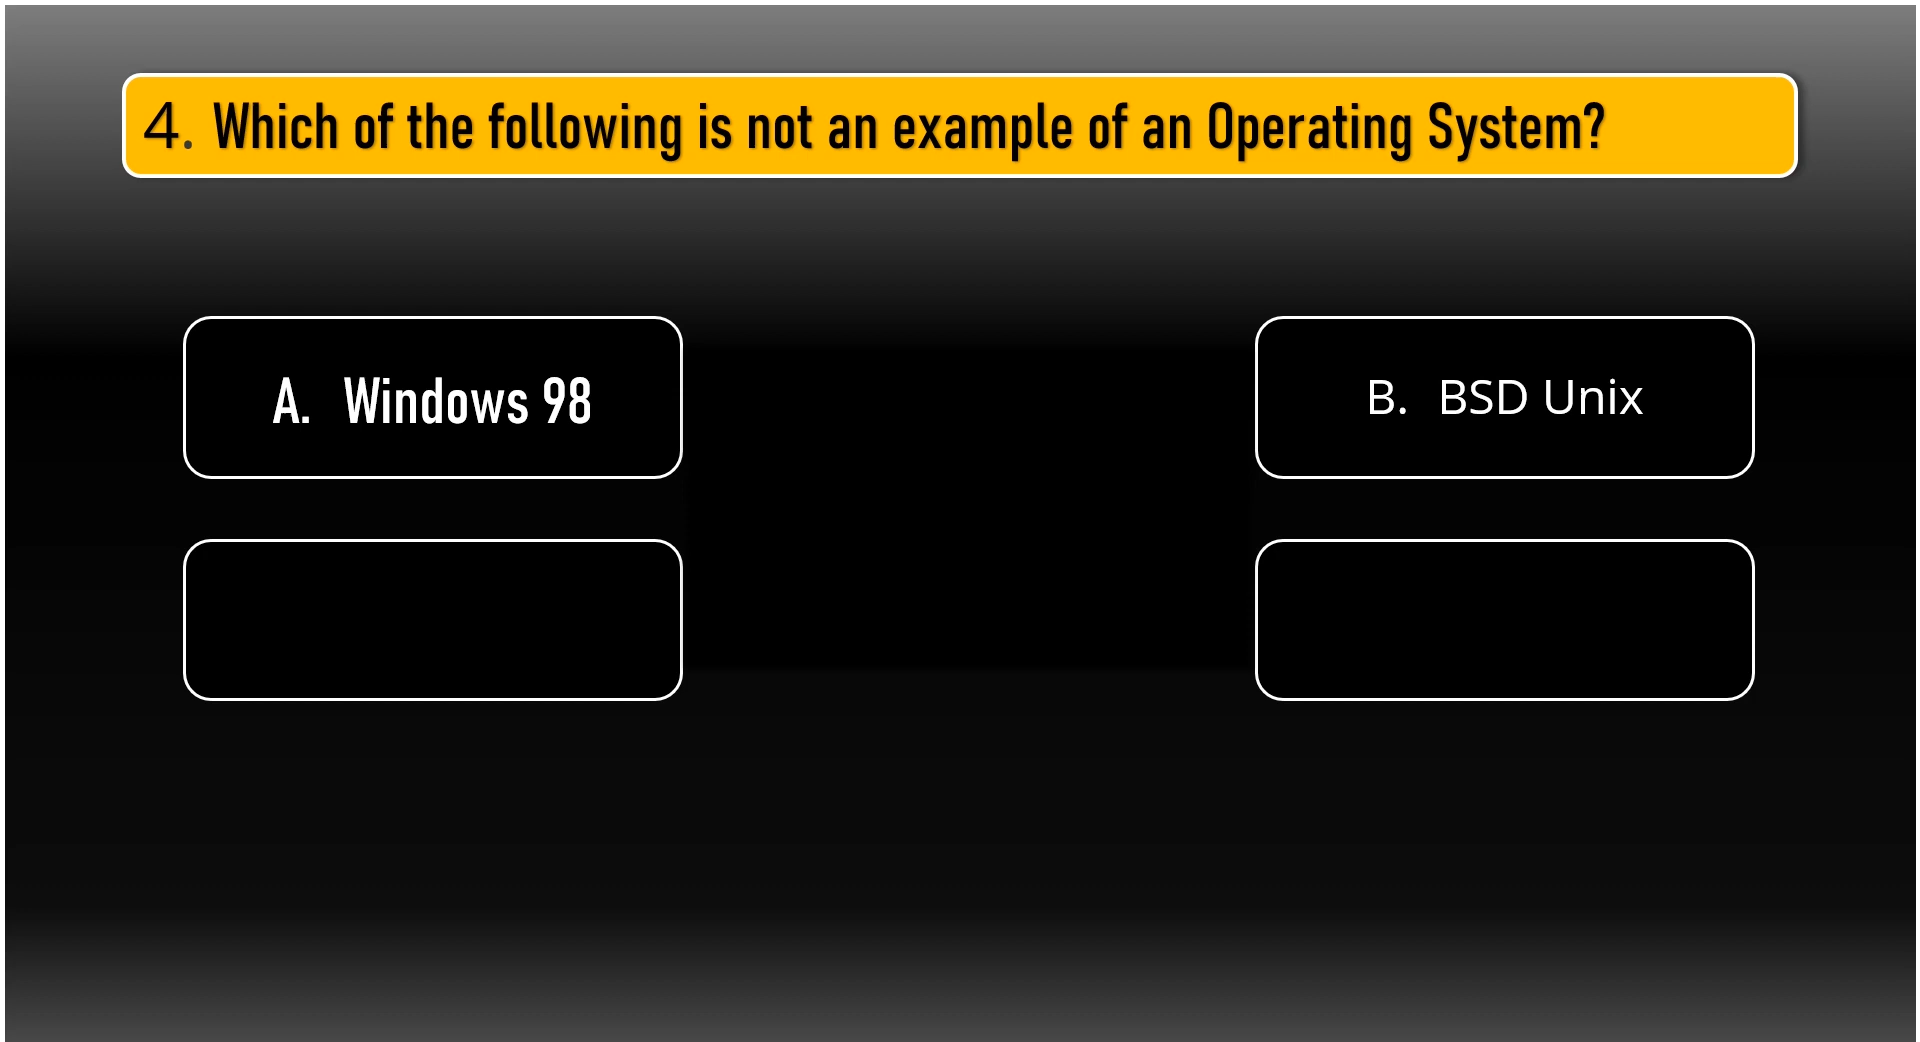 4. Which of the following is not an example of an Operating System?
A. Windows 98
B. BSD Unix